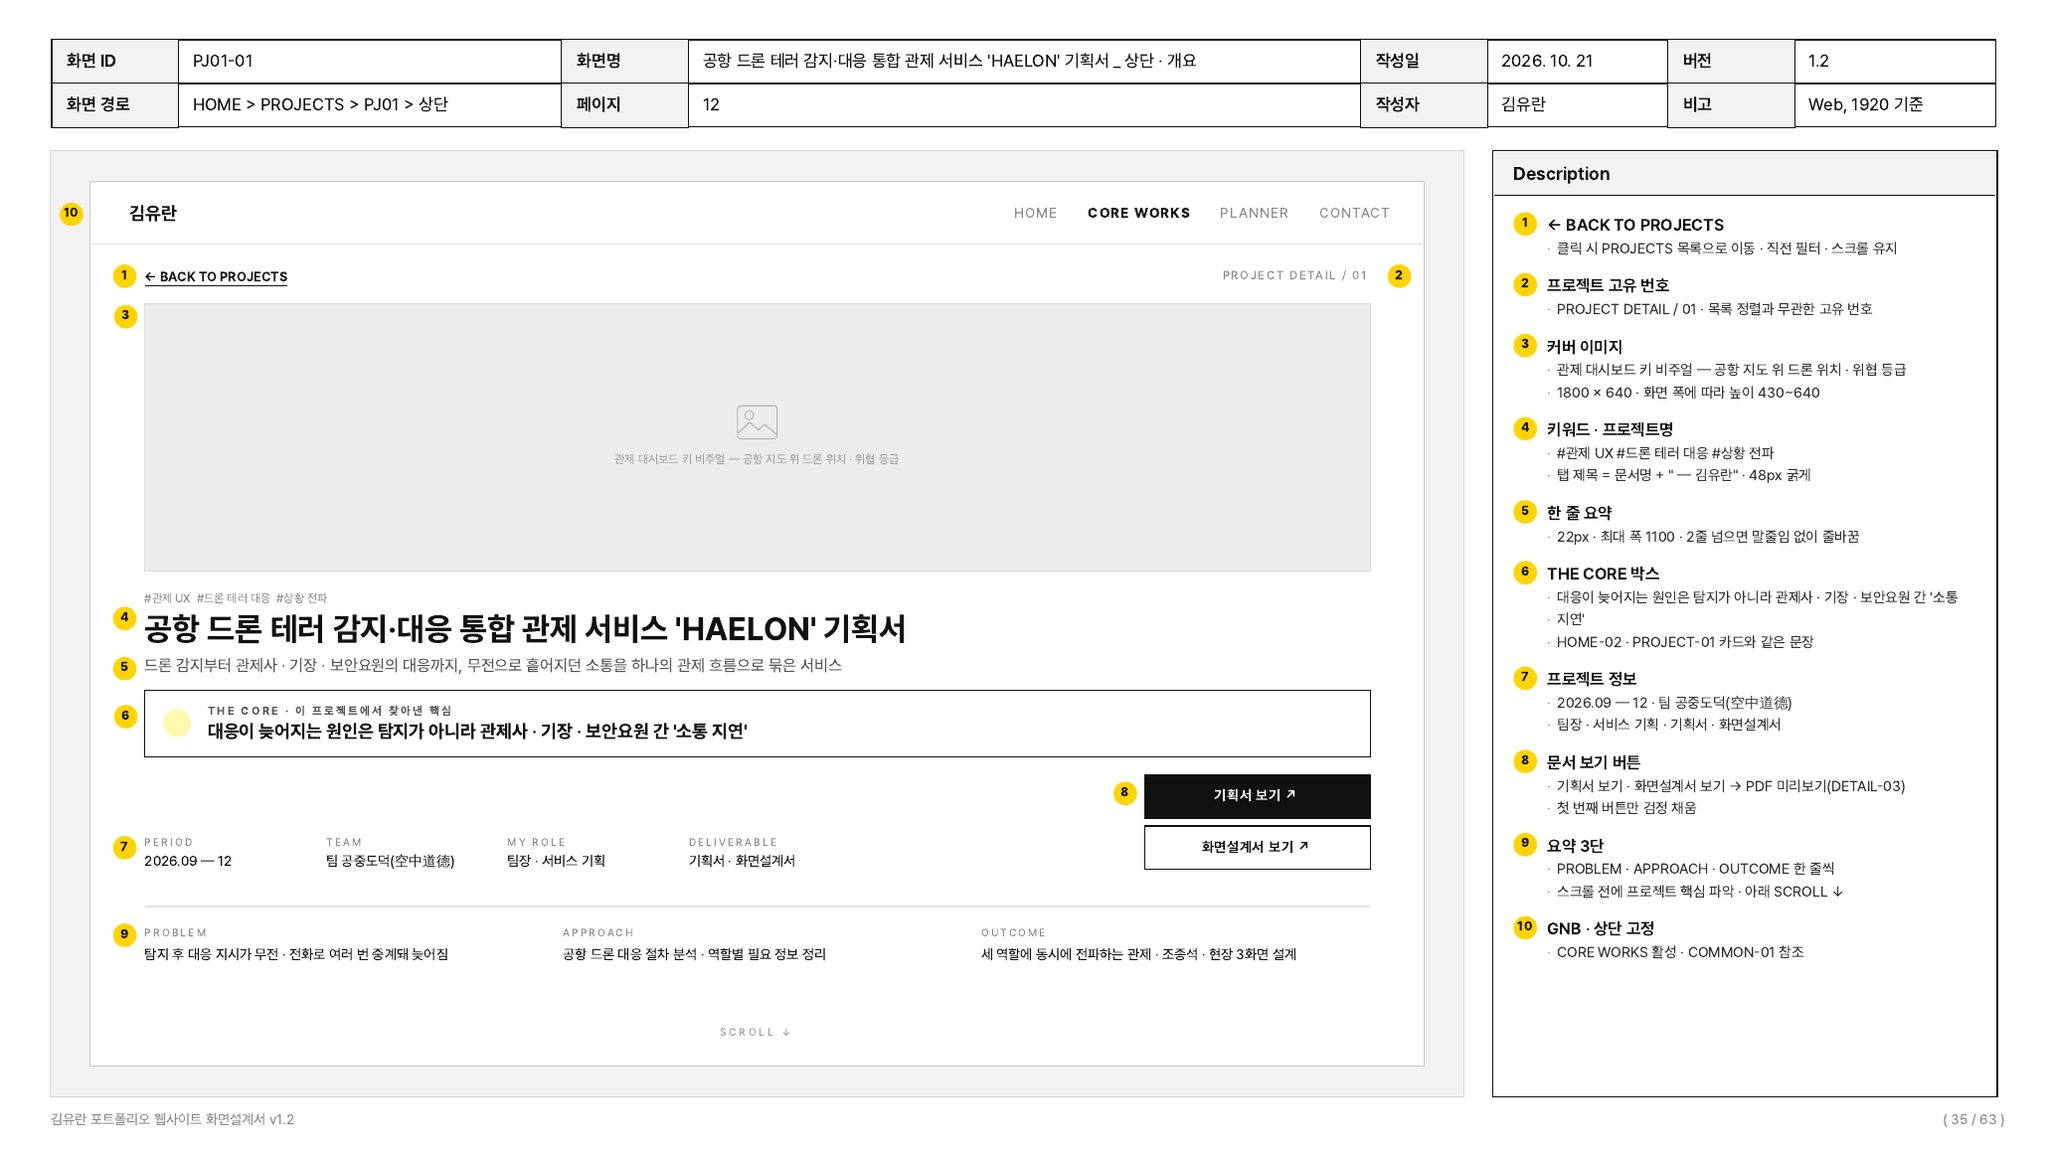 화면 ID PJ01-01 화면명 공항 드론 테러 감지·대응 통합 관제 서비스 'HAELON' 기획서 _ 상단 · 개요 작성일 2026. 10. 21 버전 1.2
화면 경로 HOME > PROJECTS > PJ01 > 상단 페이지 12 작성자 김유란 비고 Web, 1920 기준
10 김유란 HOME CORE WORKS PLANNER CONTACT
1 ← BACK TO PROJECTS PROJECT DETAIL / 01 2
3
관제 대시보드 키 비주얼 — 공항 지도 위 드론 위치 · 위협 등급
#관제 UX #드론 테러 대응 #상황 전파
4 공항 드론 테러 감지·대응 통합 관제 서비스 'HAELON' 기획서
5 드론 감지부터 관제사 · 기장 · 보안요원의 대응까지, 무전으로 흩어지던 소통을 하나의 관제 흐름으로 묶은 서비스
6 THE CORE · 이 프로젝트에서 찾아낸 핵심
대응이 늦어지는 원인은 탐지가 아니라 관제사 · 기장 · 보안요원 간 '소통 지연'
8 기획서 보기 ↗
화면설계서 보기 ↗
7 PERIOD TEAM MY ROLE DELIVERABLE
2026.09 — 12 팀 공중도덕(空中道德) 팀장 · 서비스 기획 기획서 · 화면설계서
9 PROBLEM APPROACH OUTCOME
탐지 후 대응 지시가 무전 · 전화로 여러 번 중계돼 늦어짐 공항 드론 대응 절차 분석 · 역할별 필요 정보 정리 세 역할에 동시에 전파하는 관제 · 조종석 · 현장 3화면 설계
SCROLL ↓
Description
1 ← BACK TO PROJECTS
· 클릭 시 PROJECTS 목록으로 이동 · 직전 필터 · 스크롤 유지
2 프로젝트 고유 번호
· PROJECT DETAIL / 01 · 목록 정렬과 무관한 고유 번호
3 커버 이미지
· 관제 대시보드 키 비주얼 — 공항 지도 위 드론 위치 · 위협 등급
· 1800 × 640 · 화면 폭에 따라 높이 430~640
4 키워드 · 프로젝트명
· #관제 UX #드론 테러 대응 #상황 전파
· 탭 제목 = 문서명 + " — 김유란" · 48px 굵게
5 한 줄 요약
· 22px · 최대 폭 1100 · 2줄 넘으면 말줄임 없이 줄바꿈
6 THE CORE 박스
· 대응이 늦어지는 원인은 탐지가 아니라 관제사 · 기장 · 보안요원 간 '소통
· 지연'
· HOME-02 · PROJECT-01 카드와 같은 문장
7 프로젝트 정보
· 2026.09 — 12 · 팀 공중도덕(空中道德)
· 팀장 · 서비스 기획 · 기획서 · 화면설계서
8 문서 보기 버튼
· 기획서 보기 · 화면설계서 보기 → PDF 미리보기(DETAIL-03)
· 첫 번째 버튼만 검정 채움
9 요약 3단
· PROBLEM · APPROACH · OUTCOME 한 줄씩
· 스크롤 전에 프로젝트 핵심 파악 · 아래 SCROLL ↓
10 GNB · 상단 고정
· CORE WORKS 활성 · COMMON-01 참조
김유란 포트폴리오 웹사이트 화면설계서 v1.2
( 35 / 63 )